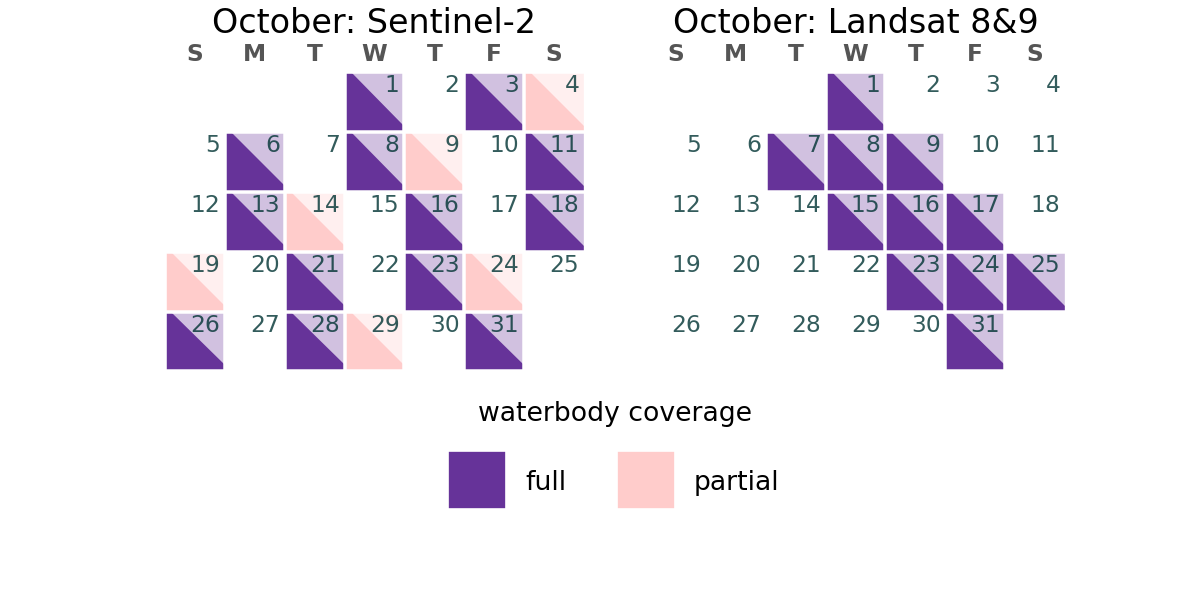 October: Sentinel-2
S M T W T F S
1 2 3 4
5 6 7 8 9 10 11
12 13 14 15 16 17 18
19 20 21 22 23 24 25
26 27 28 29 30 31
October: Landsat 8&9
S M T W T F S
1 2 3 4
5 6 7 8 9 10 11
12 13 14 15 16 17 18
19 20 21 22 23 24 25
26 27 28 29 30 31
waterbody coverage
full
partial